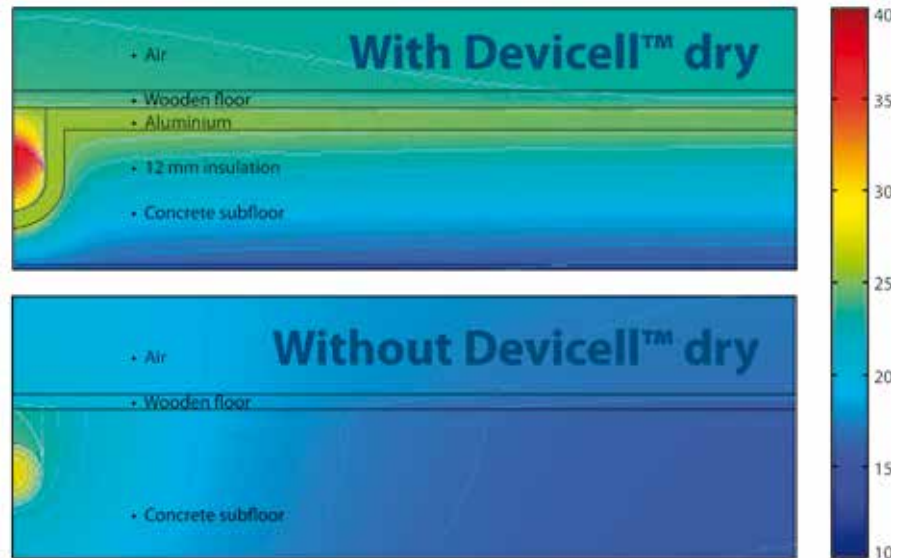 With Devicell™ dry
• Air
• Wooden floor
• Aluminium
• 12 mm insulation
• Concrete subfloor
Without Devicell™ dry
• Air
• Wooden floor
• Concrete subfloor
40
35
30
25
20
15
10